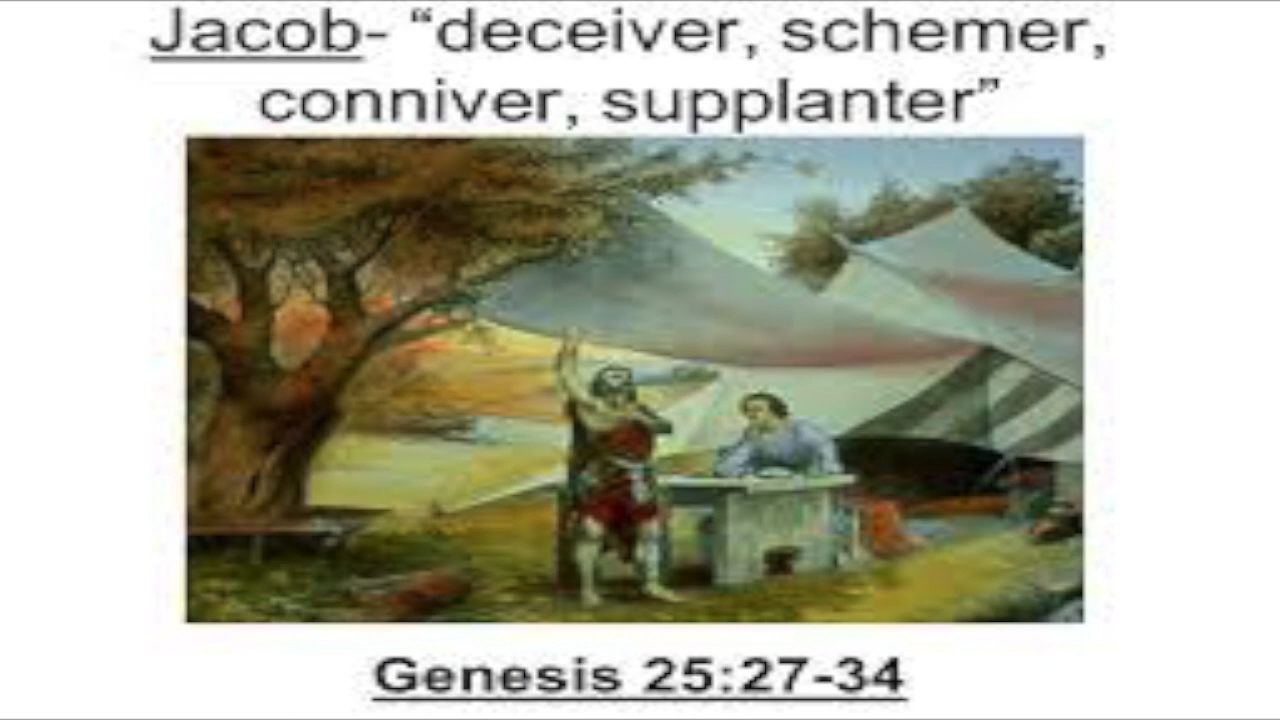 Jacob- “deceiver, schemer,
conniver, supplanter”
Genesis 25:27-34